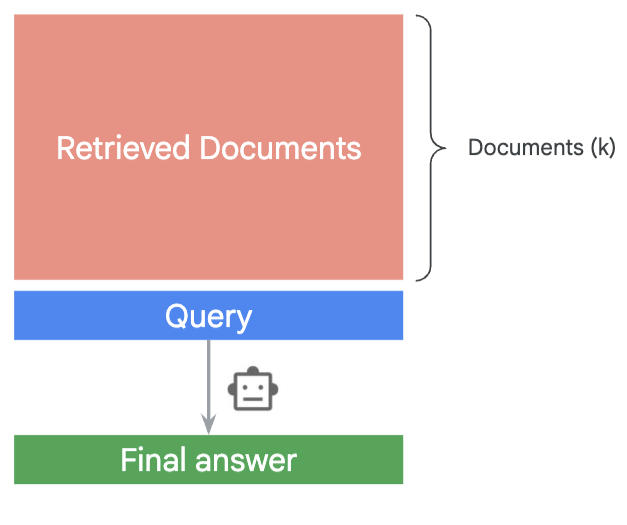 Retrieved Documents
Documents (k)
Query
Final answer